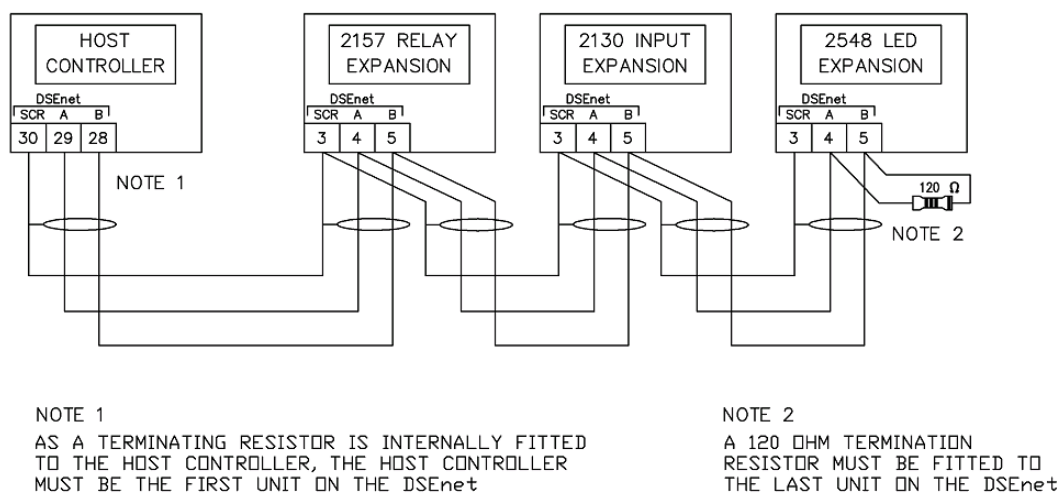 HOST
CONTROLLER
DSEnet
SCR A B
30 29 28
NOTE 1
2157 RELAY
EXPANSION
DSEnet
SCR A B
3 4 5
2130 INPUT
EXPANSION
DSEnet
SCR A B
3 4 5
2548 LED
EXPANSION
DSEnet
SCR A B
3 4 5
120 Ω
NOTE 2
NOTE 1
AS A TERMINATING RESISTOR IS INTERNALLY FITTED
TO THE HOST CONTROLLER, THE HOST CONTROLLER
MUST BE THE FIRST UNIT ON THE DSEnet
NOTE 2
A 120 OHM TERMINATION
RESISTOR MUST BE FITTED TO
THE LAST UNIT ON THE DSEnet